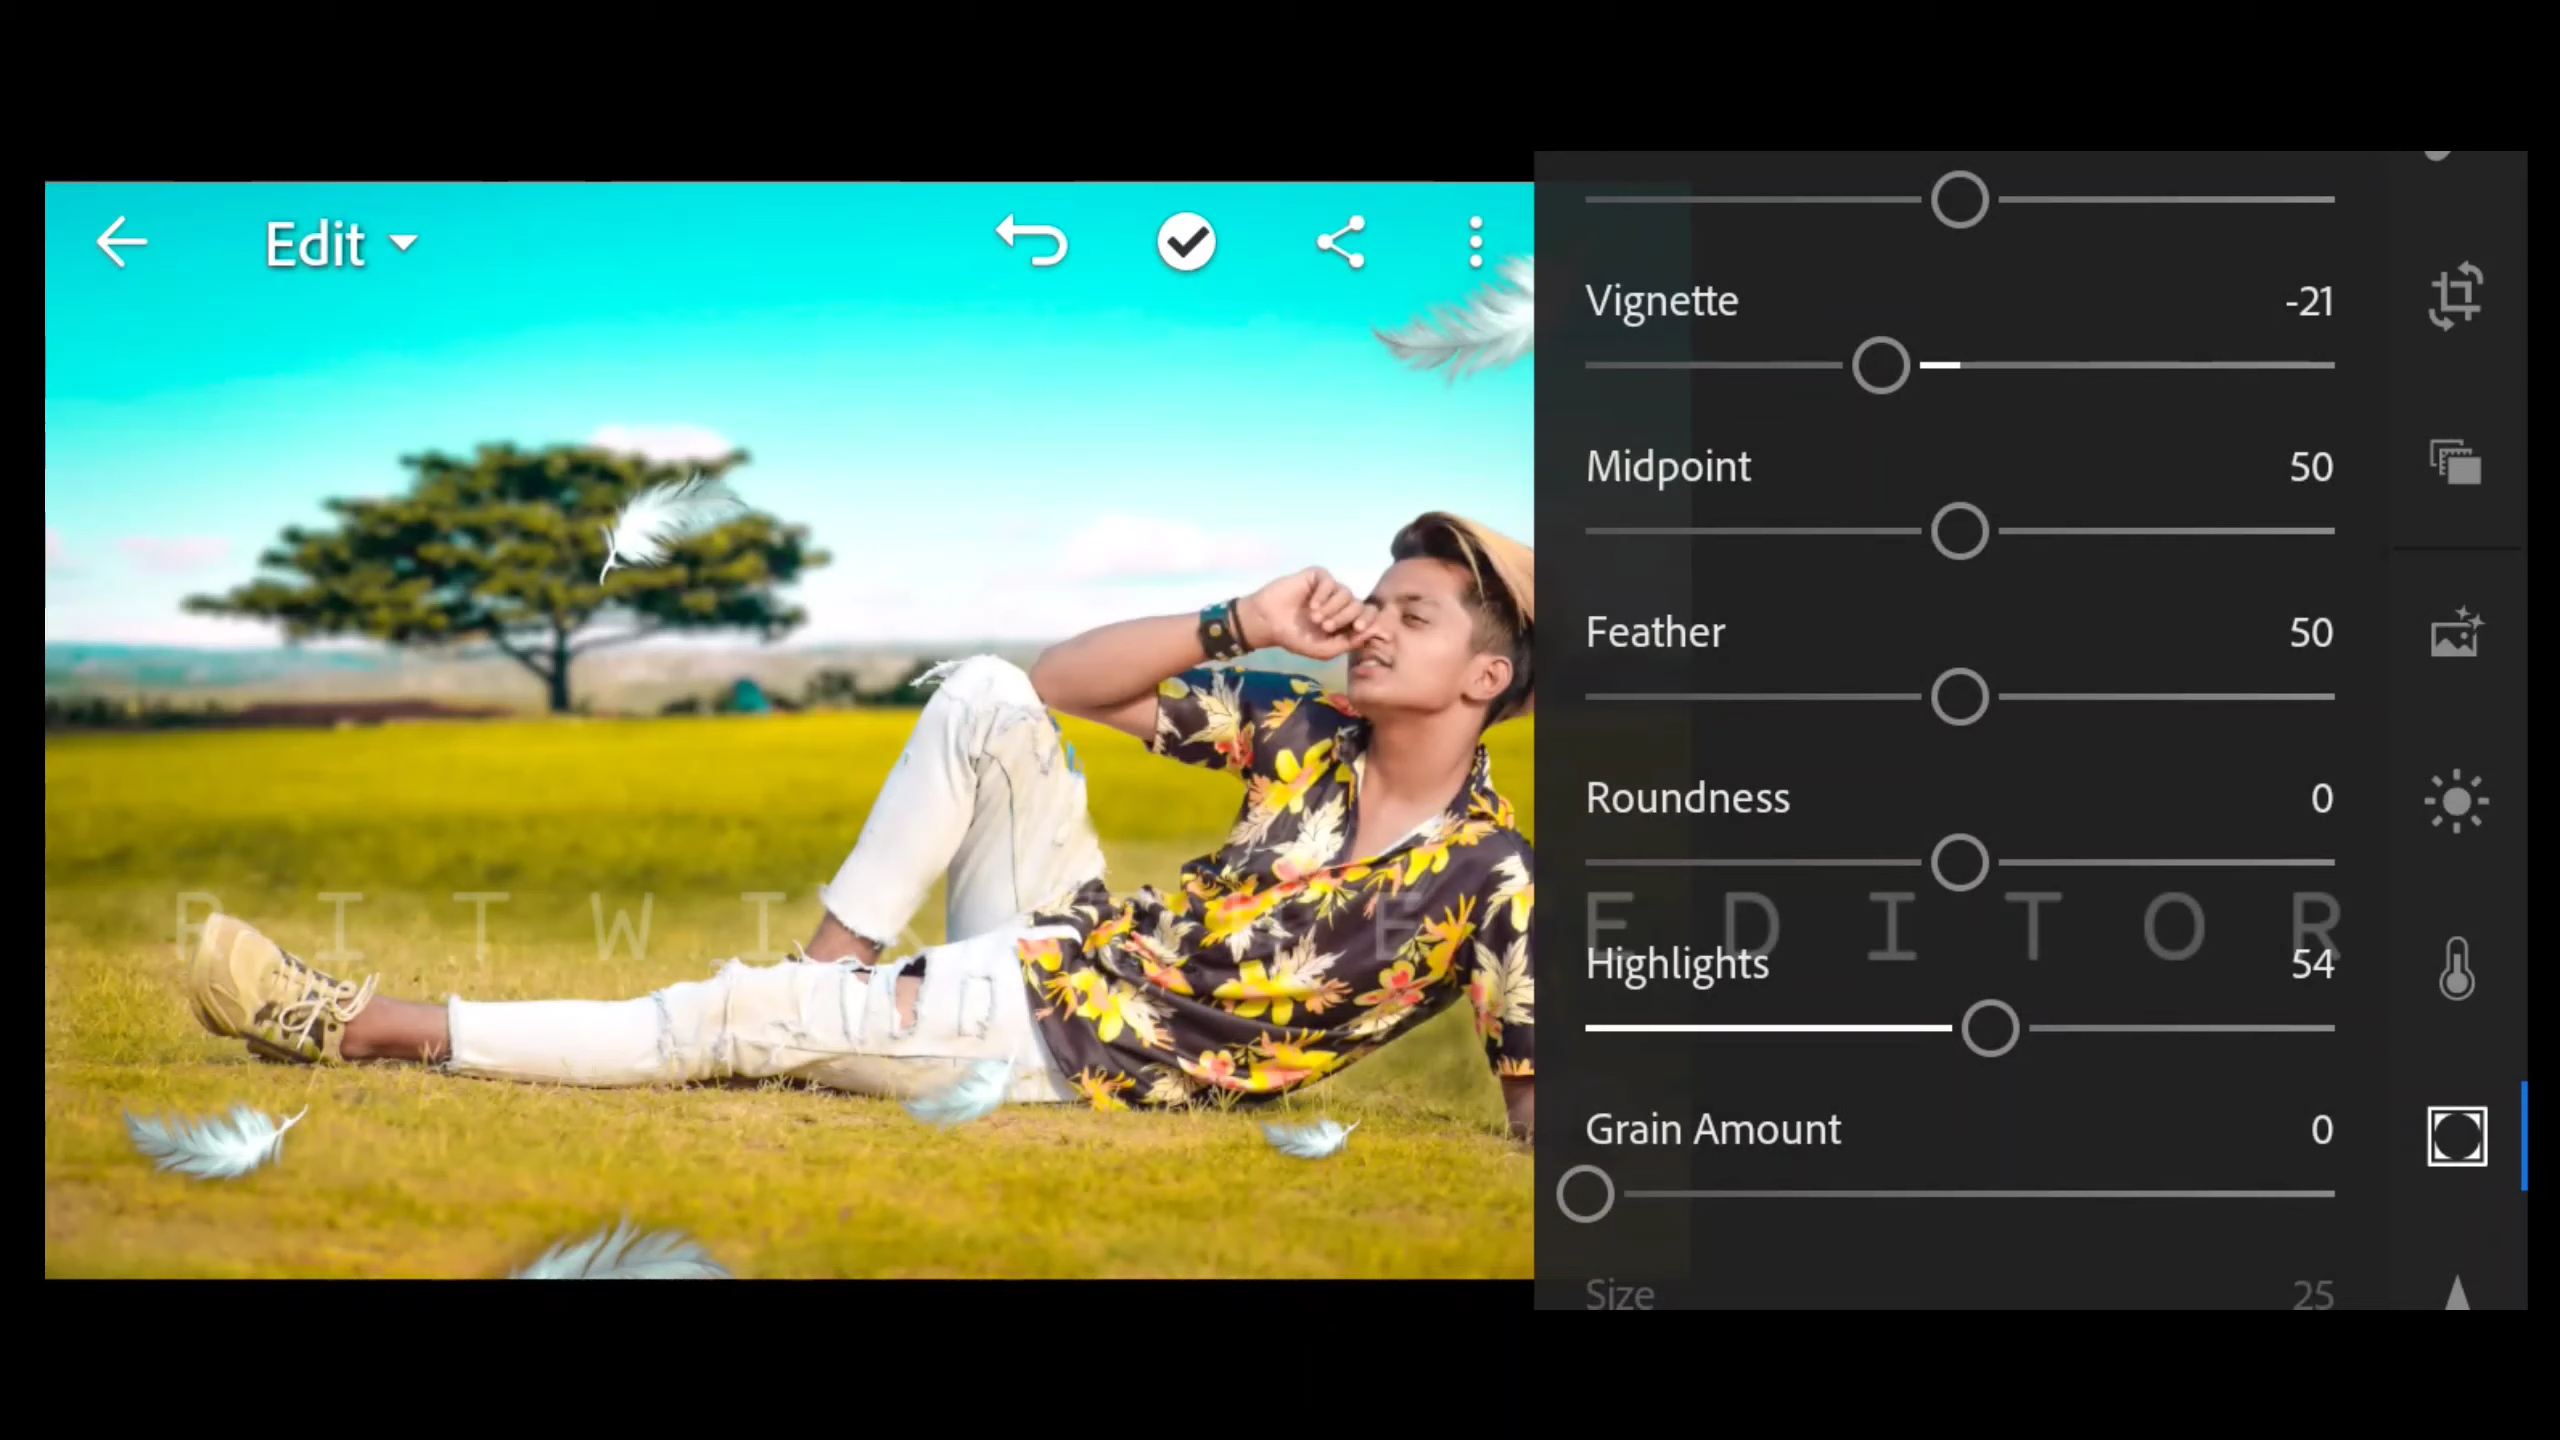 Edit
Vignette -21
Midpoint 50
Feather 50
Roundness 0
EDITOR
Highlights 54
Grain Amount 0
Size 25